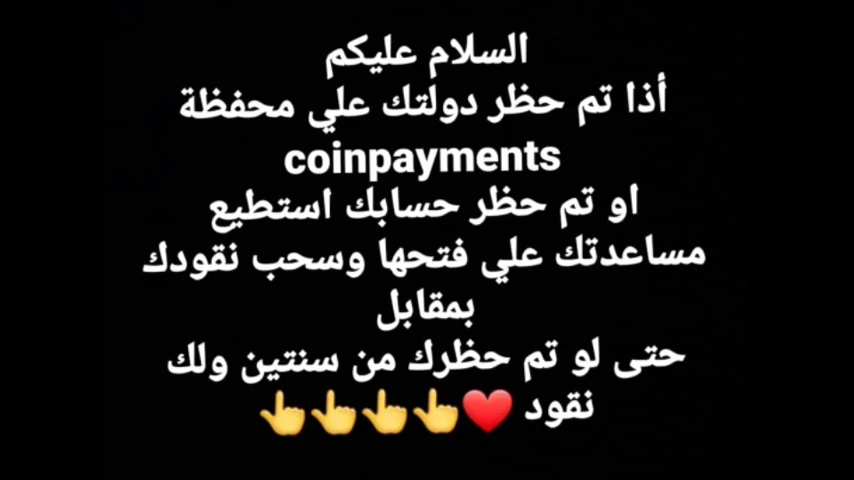 السلام عليكم
أذا تم حظر دولتك علي محفظة
coinpayments
او تم حظر حسابك استطيع
مساعدتك علي فتحها وسحب نقودك
بمقابل
حتى لو تم حظرك من سنتين ولك
نقود ❤️👆👆👆👆